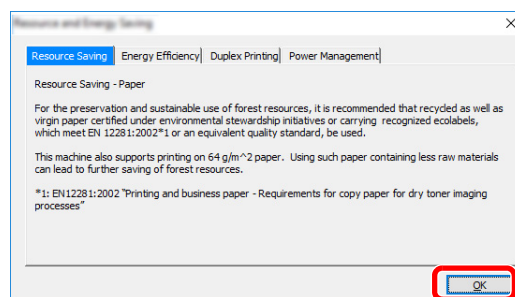 Resource and Energy Saving
Resource Saving Energy Efficiency Duplex Printing Power Management
Resource Saving - Paper
For the preservation and sustainable use of forest resources, it is recommended that recycled as well as
virgin paper certified under environmental stewardship initiatives or carrying recognized ecolabels,
which meet EN 12281:2002*1 or an equivalent quality standard, be used.
This machine also supports printing on 64 g/m^2 paper. Using such paper containing less raw materials
can lead to further saving of forest resources.
*1: EN12281:2002 "Printing and business paper - Requirements for copy paper for dry toner imaging
processes"
OK